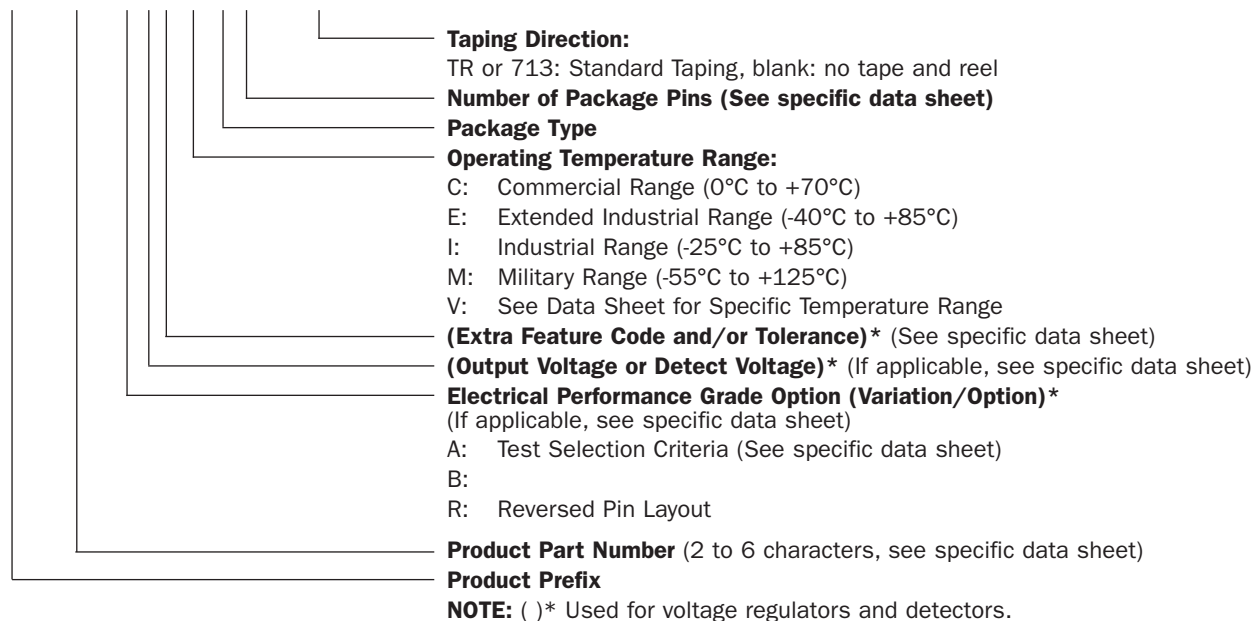 Taping Direction:
TR or 713: Standard Taping, blank: no tape and reel
Number of Package Pins (See specific data sheet)
Package Type
Operating Temperature Range:
C: Commercial Range (0°C to +70°C)
E: Extended Industrial Range (-40°C to +85°C)
I: Industrial Range (-25°C to +85°C)
M: Military Range (-55°C to +125°C)
V: See Data Sheet for Specific Temperature Range
(Extra Feature Code and/or Tolerance)* (See specific data sheet)
(Output Voltage or Detect Voltage)* (If applicable, see specific data sheet)
Electrical Performance Grade Option (Variation/Option)*
(If applicable, see specific data sheet)
A: Test Selection Criteria (See specific data sheet)
B:
R: Reversed Pin Layout
Product Part Number (2 to 6 characters, see specific data sheet)
Product Prefix
NOTE: ( )* Used for voltage regulators and detectors.